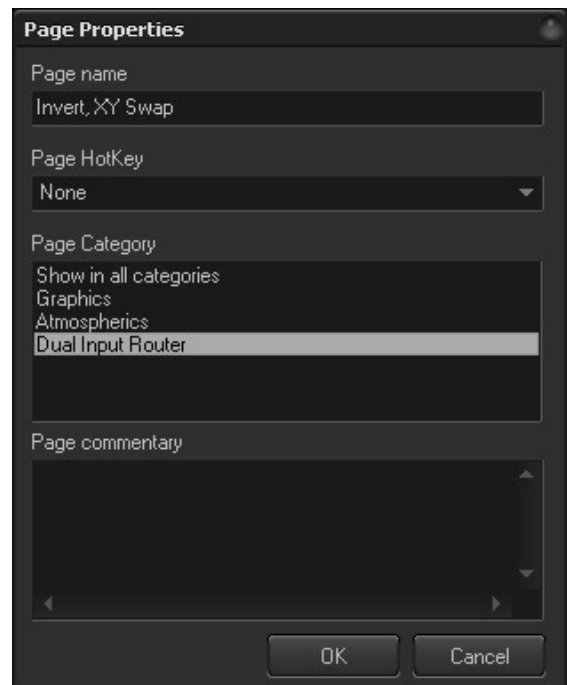 Page Properties
Page name
Invert, XY Swap
Page HotKey
None
Page Category
Show in all categories
Graphics
Atmospherics
Dual Input Router
Page commentary
OK
Cancel